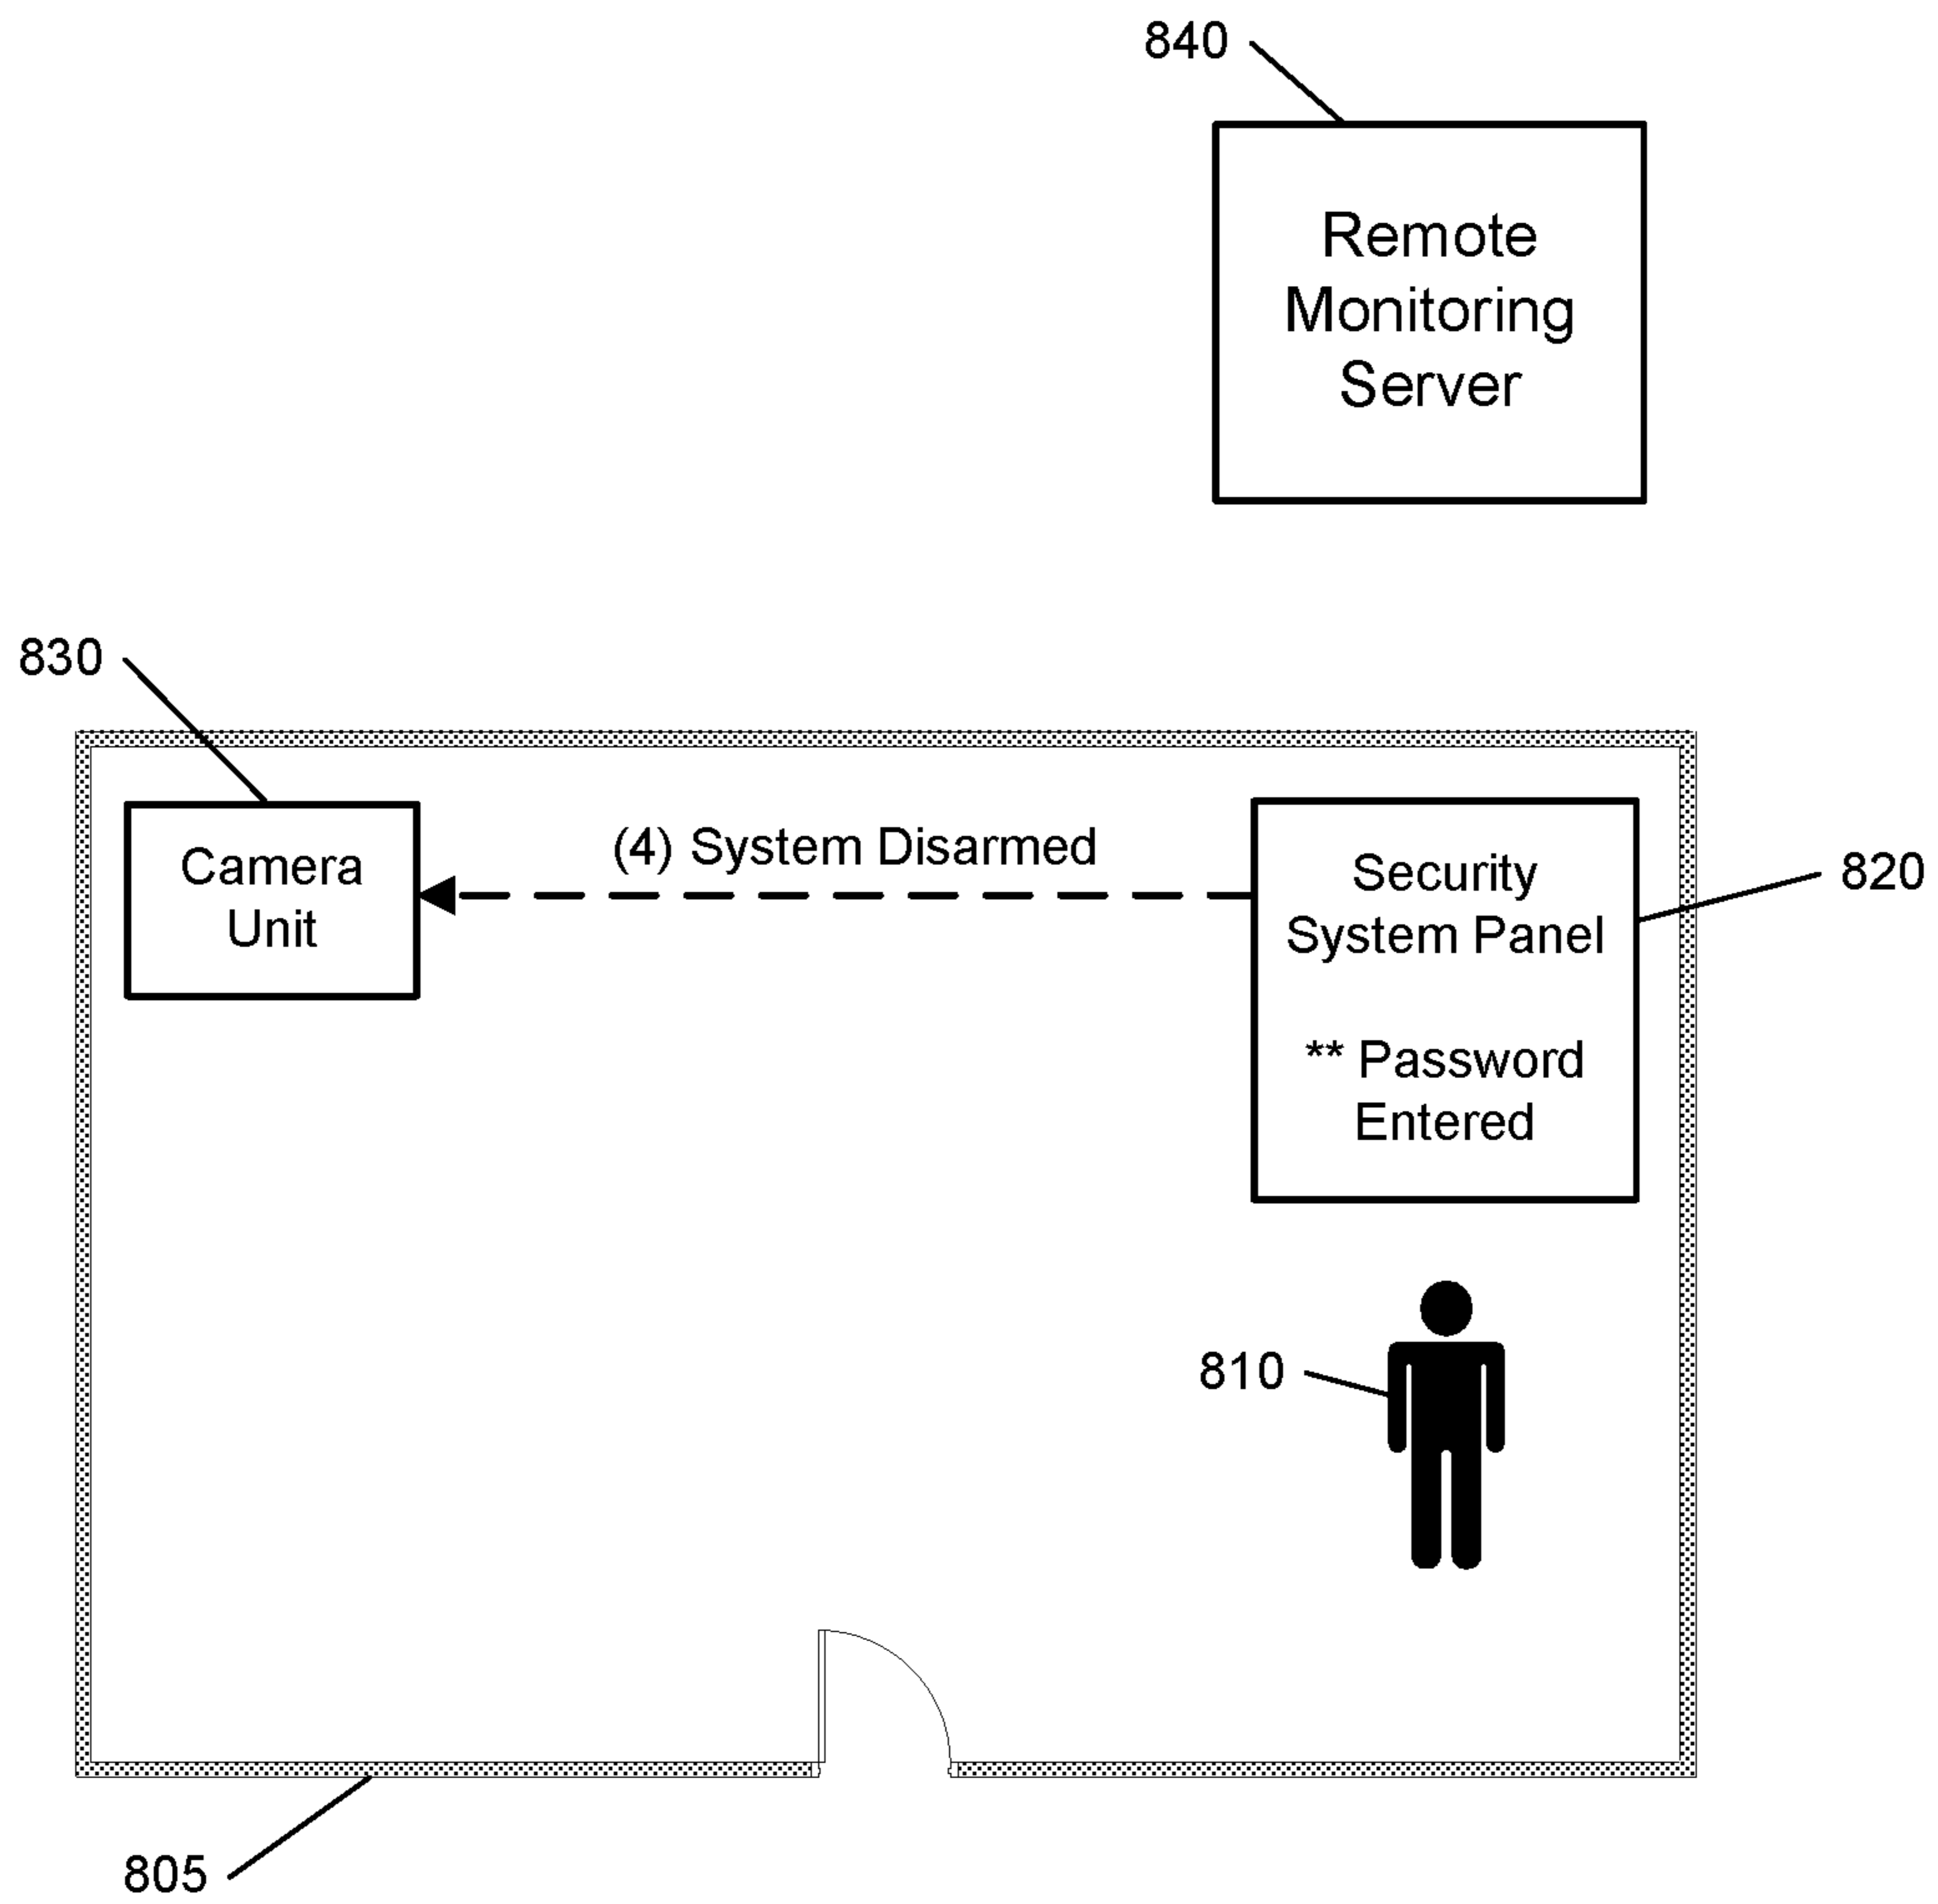 840
Remote
Monitoring
Server
830
Camera
Unit
(4) System Disarmed
Security
System Panel
** Password
Entered
820
810
805